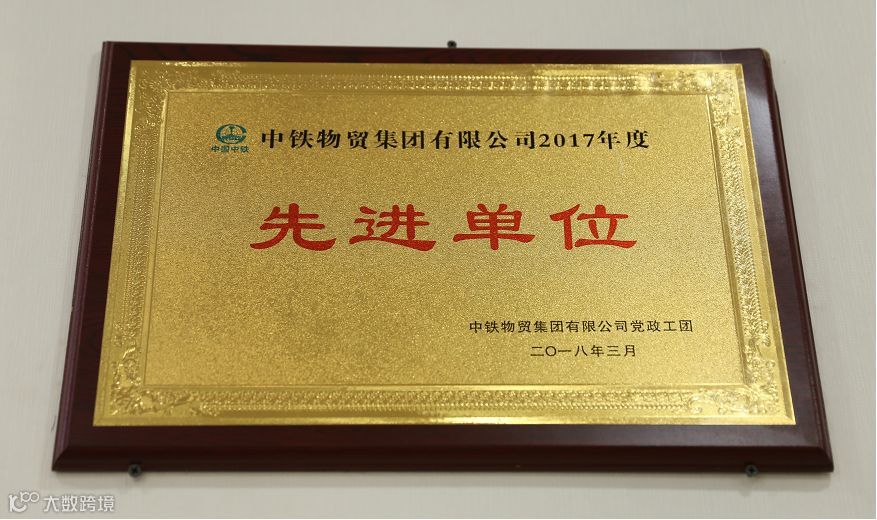 中国中铁
中铁物贸集团有限公司2017年度
先进单位
中铁物贸集团有限公司党政工团
二〇一八年三月
大数跨境